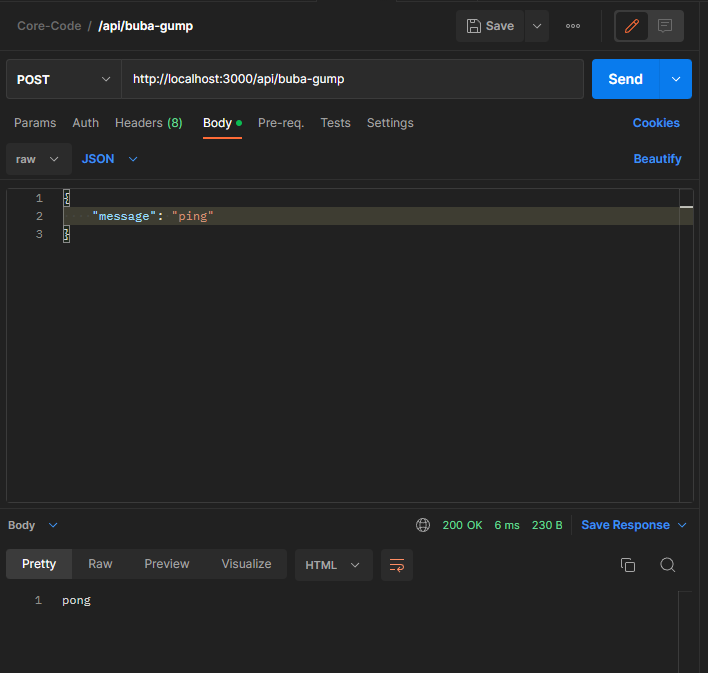 Core-Code / /api/buba-gump Save
POST http://localhost:3000/api/buba-gump Send
Params Auth Headers (8) Body Pre-req. Tests Settings Cookies
raw JSON Beautify
1 {
2 "message": "ping"
3 }
Body 200 OK 6 ms 230 B Save Response
Pretty Raw Preview Visualize HTML
1 pong